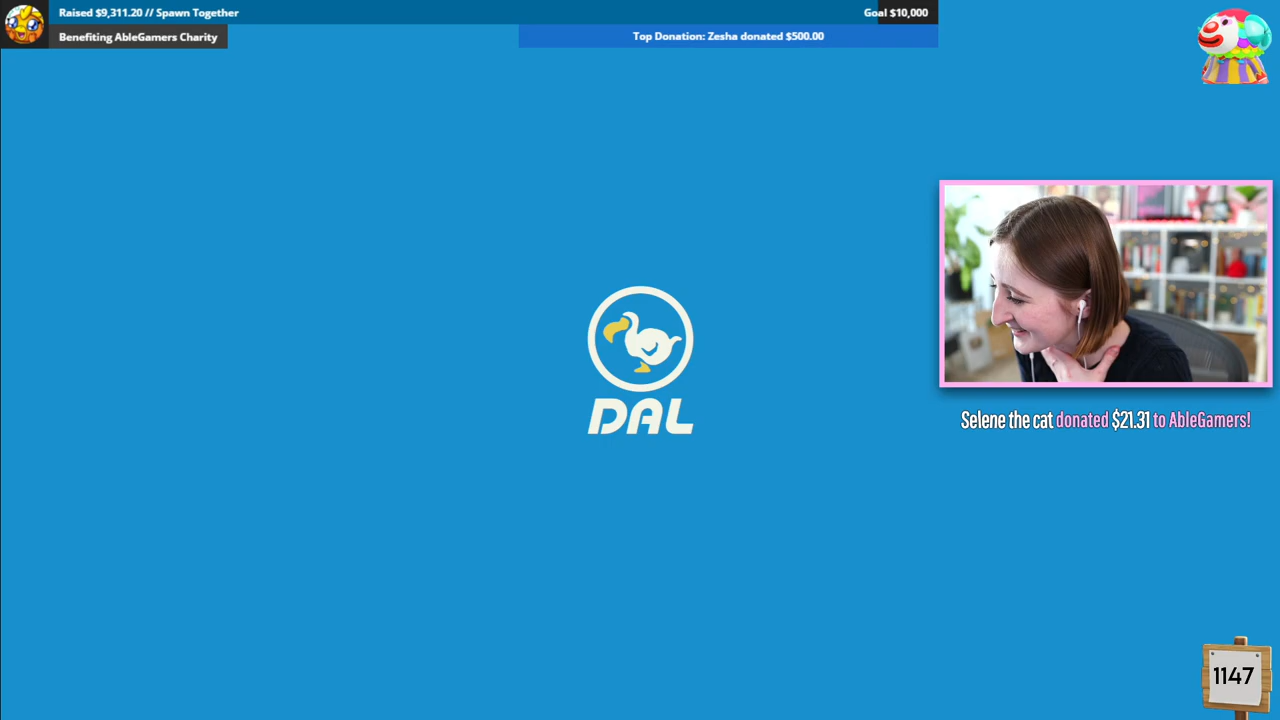 Raised $9,311.20 // Spawn Together
Goal $10,000
Benefiting AbleGamers Charity
Top Donation: Zesha donated $500.00
DAL
Selene the cat donated $21.31 to AbleGamers!
1147